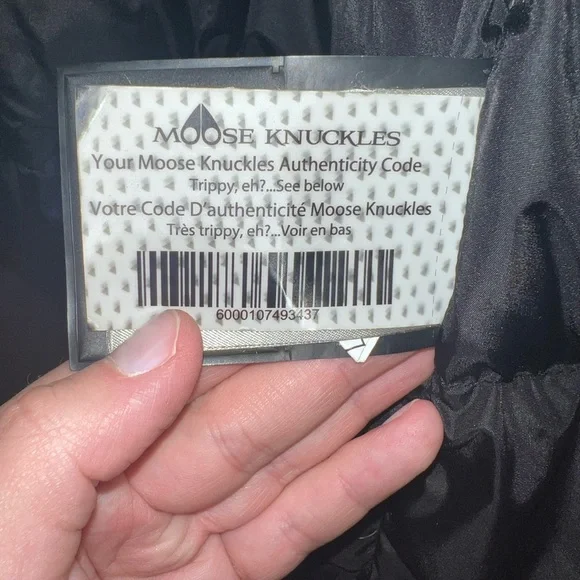 MOOSE KNUCKLES
Your Moose Knuckles Authenticity Code
Trippy, eh?...See below
Votre Code D'authenticité Moose Knuckles
Très trippy, eh?...Voir en bas
6000107493437